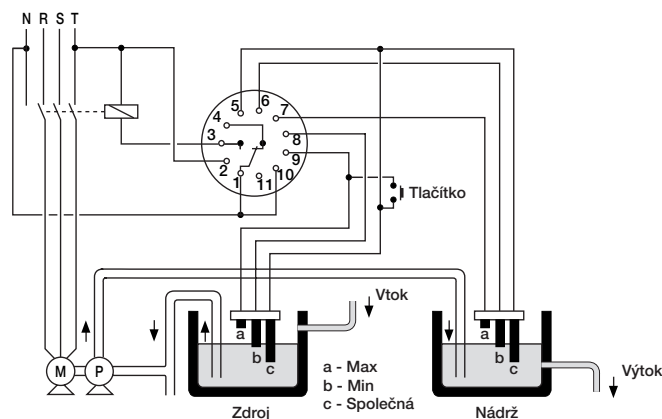 N R S T
5
6
7
4
8
3
9
2
10
1
11
Tlačítko
Vtok
a
a
b
b
c
c
M
P
a - Max
b - Min
c - Společná
Výtok
Zdroj
Nádrž